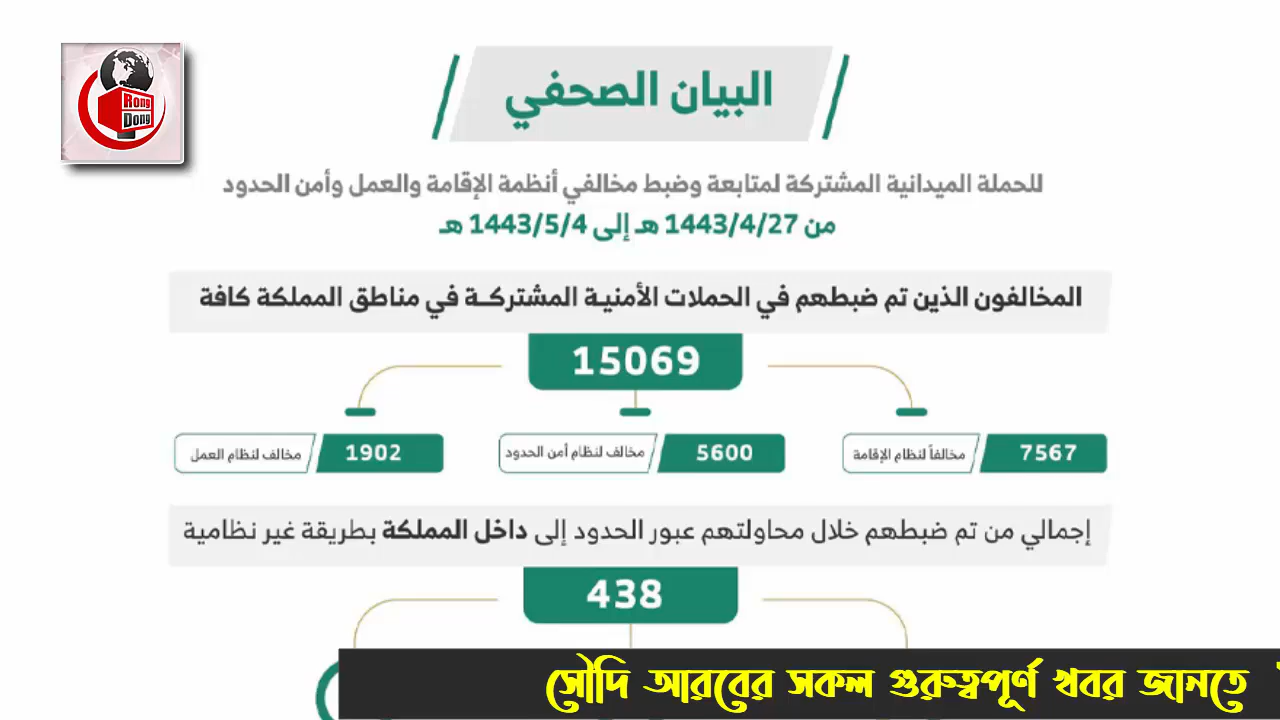 Rong
Dong
البيان الصحفي
للحملة الميدانية المشتركة لمتابعة وضبط مخالفي أنظمة الإقامة والعمل وأمن الحدود
من 1443/4/27 هـ إلى 1443/5/4 هـ
المخالفون الذين تم ضبطهم في الحملات الأمنية المشتركة في مناطق المملكة كافة
15069
7567 مخالفاً لنظام الإقامة
5600 مخالف لنظام أمن الحدود
1902 مخالف لنظام العمل
إجمالي من تم ضبطهم خلال محاولتهم عبور الحدود إلى داخل المملكة بطريقة غير نظامية
438
সৌদি আরবের সকল গুরুত্বপূর্ণ খবর জানতে